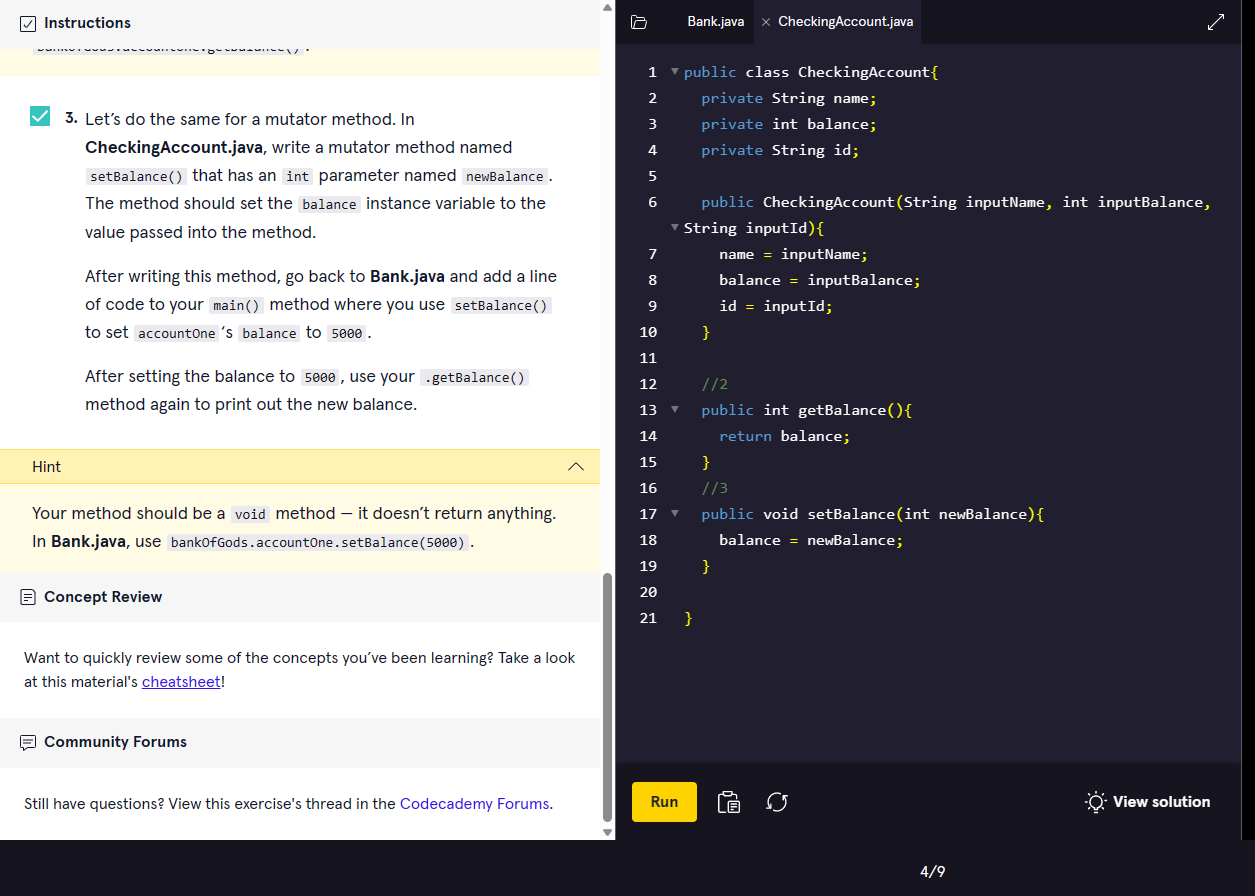 Instructions
bankOfGods.accountOne.getBalance().
3. Let’s do the same for a mutator method. In
CheckingAccount.java, write a mutator method named
setBalance() that has an int parameter named newBalance.
The method should set the balance instance variable to the
value passed into the method.
After writing this method, go back to Bank.java and add a line
of code to your main() method where you use setBalance()
to set accountOne‘s balance to 5000.
After setting the balance to 5000, use your .getBalance()
method again to print out the new balance.
Hint
Your method should be a void method — it doesn’t return anything.
In Bank.java, use bankOfGods.accountOne.setBalance(5000).
Concept Review
Want to quickly review some of the concepts you’ve been learning? Take a look
at this material's cheatsheet!
Community Forums
Still have questions? View this exercise's thread in the Codecademy Forums.
Bank.java
CheckingAccount.java
1 public class CheckingAccount{
2 private String name;
3 private int balance;
4 private String id;
5
6 public CheckingAccount(String inputName, int inputBalance,
String inputId){
7 name = inputName;
8 balance = inputBalance;
9 id = inputId;
10 }
11
12 //2
13 public int getBalance(){
14 return balance;
15 }
16 //3
17 public void setBalance(int newBalance){
18 balance = newBalance;
19 }
20
21 }
Run
View solution
4/9